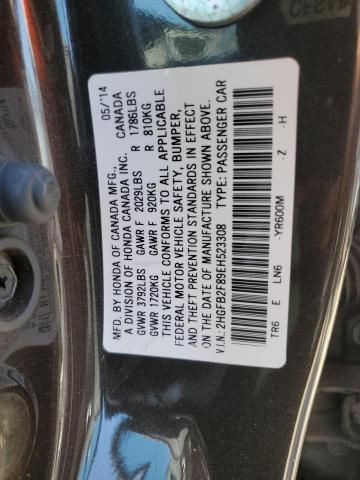 MFD. BY HONDA OF CANADA MFG., 05/'14
A DIVISION OF HONDA CANADA INC. CANADA
GVWR 3792LBS GAWR F 2029LBS R 1786LBS
GVWR 1720KG GAWR F 920KG R 810KG
THIS VEHICLE CONFORMS TO ALL APPLICABLE
FEDERAL MOTOR VEHICLE SAFETY, BUMPER,
AND THEFT PREVENTION STANDARDS IN EFFECT
ON THE DATE OF MANUFACTURE SHOWN ABOVE.
V.I.N.: 2HGFB2F89EH523308 TYPE: PASSENGER CAR
TR6 E LN6 -YR600M -Z -H